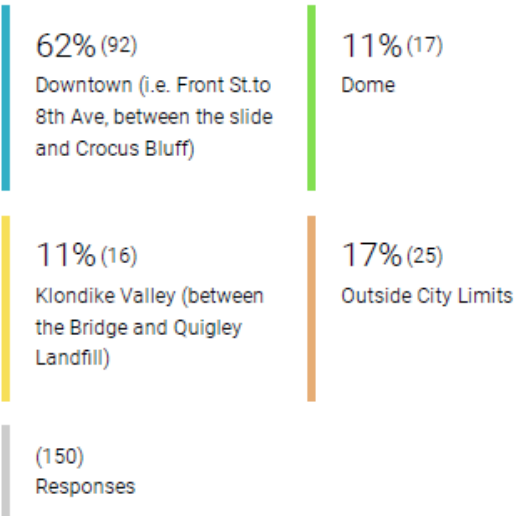 62% (92)
Downtown (i.e. Front St.to
8th Ave, between the slide
and Crocus Bluff)
11% (17)
Dome
11% (16)
Klondike Valley (between
the Bridge and Quigley
Landfill)
17% (25)
Outside City Limits
(150)
Responses